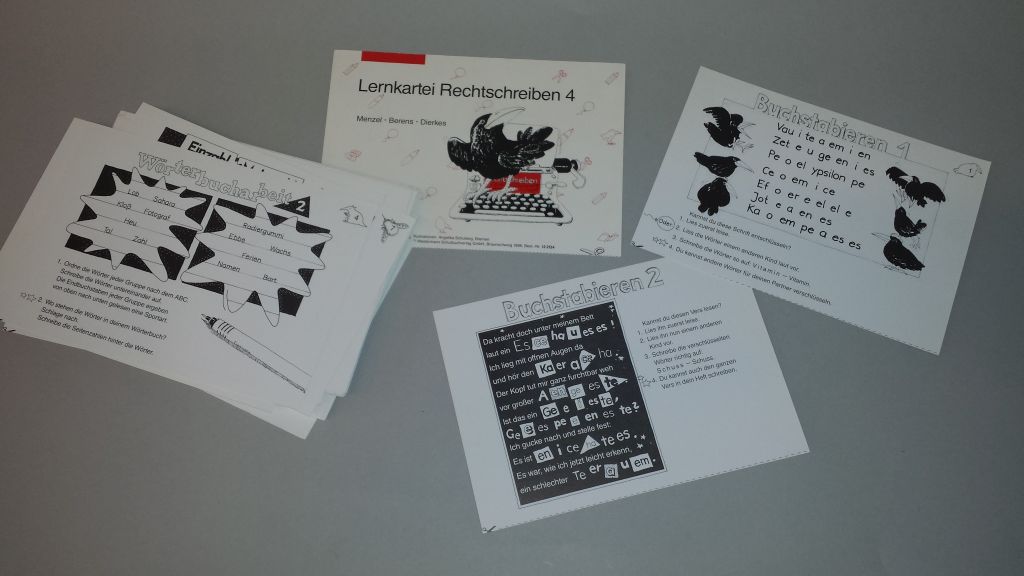 Lernkartei Rechtschreiben 4
Menzel · Berens · Dierkes
Buchstabieren 1
1
Vau i te a em i en
Zet e u ge en i es
Pe o el ypsilon pe
Ce o em i ce
Ef o er e el el e
Jot e a en es
Ka o em pe a es es
Kannst du diese Schrift entschlüsseln?
1. Lies zuerst leise.
2. Lies die Wörter einem anderen Kind laut vor.
3. Schreibe die Wörter so auf: V i t a m i n – Vitamin.
4. Du kannst andere Wörter für deinen Partner verschlüsseln.
Wörterbucharbeit 2
4
Lob Sahara
Kloß Fotograf
Heu
Tal Zahl
Radiergummi
Ebbe Wachs
Ferien
Namen Bart
1. Ordne die Wörter jeder Gruppe nach dem ABC.
Schreibe die Wörter untereinander auf.
Die Endbuchstaben jeder Gruppe ergeben
von oben nach unten gelesen eine Sportart.
2. Wo stehen die Wörter in deinem Wörterbuch?
Schlage nach.
Schreibe die Seitenzahlen hinter die Wörter.
Buchstabieren 2
Da kracht doch unter meinem Bett
laut ein Es ce ha u es es!
Ich lieg mit offnen Augen da
und hör den Ka er a ce ha.
Der Kopf tut mir ganz furchtbar weh
vor großer A en ge es te
Ist das ein Ge e i es te,
Ge a es pe e en es te?
Ich gucke nach und stelle fest:
Es ist en i ce ha te es.
Es war, wie ich jetzt leicht erkenn,
ein schlechter Te er a u em.
Kannst du diesen Vers lesen?
1. Lies ihn zuerst leise.
2. Lies ihn nun einem anderen
Kind vor.
3. Schreibe die verschlüsselten
Wörter richtig auf:
S c h u s s – Schuss.
4. Du kannst auch den ganzen
Vers in dein Heft schreiben.